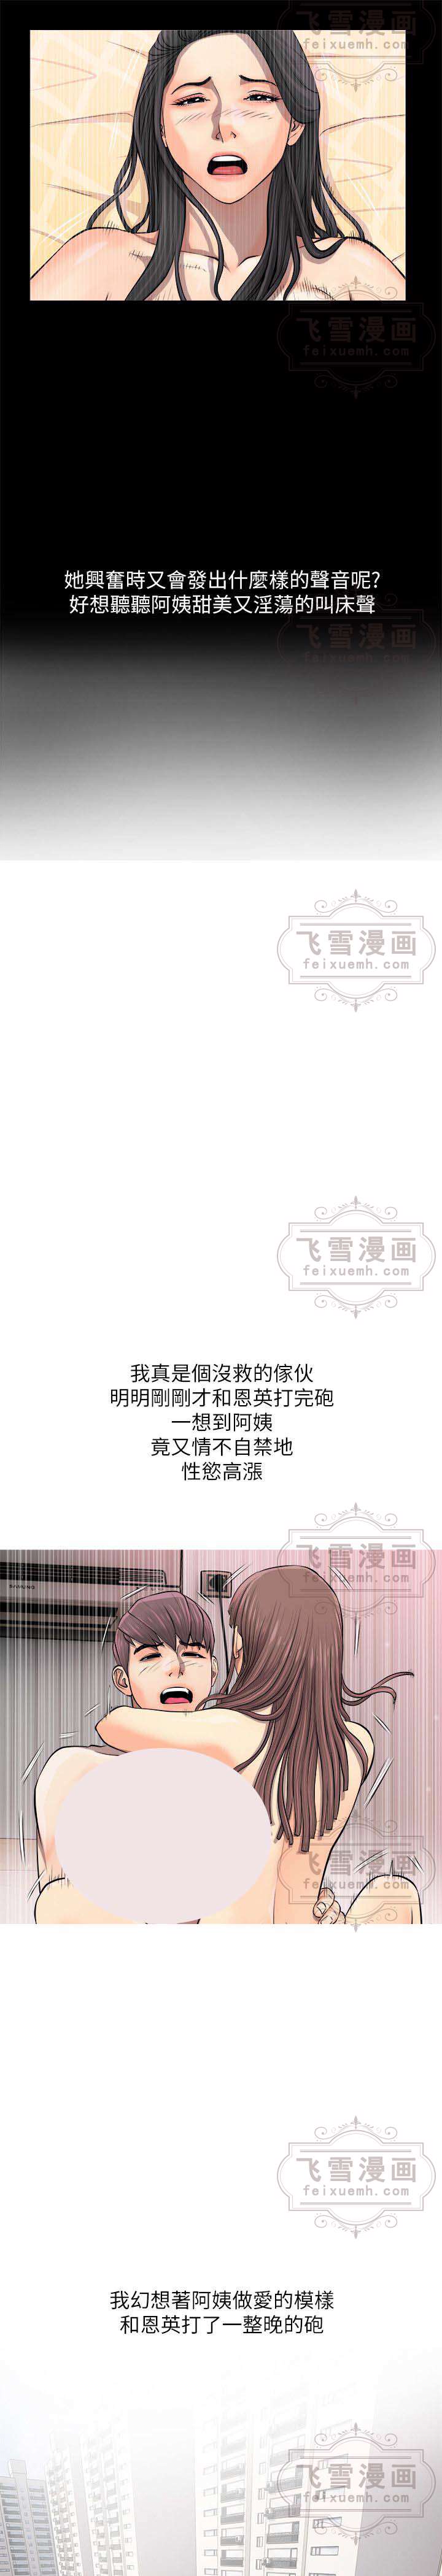 飞雪漫画
feixuemh.com
飞雪漫画
feixuemh.com
她興奮時又會發出什麼樣的聲音呢?
好想聽聽阿姨甜美又淫蕩的叫床聲
飞雪漫画
feixuemh.com
飞雪漫画
feixuemh.com
飞雪漫画
feixuemh.com
我真是個沒救的傢伙
明明剛剛才和恩英打完砲
一想到阿姨
竟又情不自禁地
性慾高漲
飞雪漫画
feixuemh.com
飞雪漫画
feixuemh.com
飞雪漫画
feixuemh.com
我幻想著阿姨做愛的模樣
和恩英打了一整晚的砲
飞雪漫画
feixuemh.com